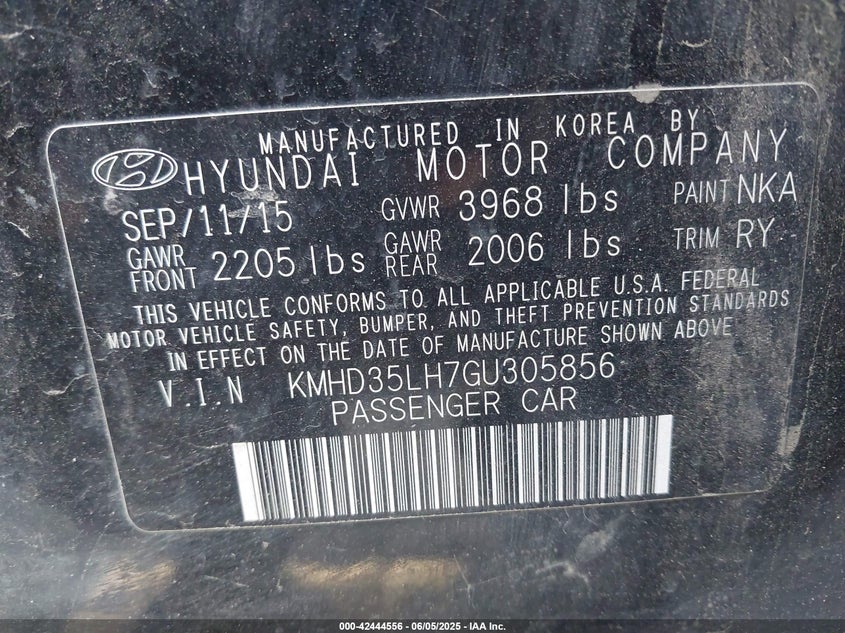 MANUFACTURED IN KOREA BY
HYUNDAI MOTOR COMPANY
SEP/11/15 GVWR 3968 lbs PAINT NKA
GAWR FRONT 2205 lbs GAWR REAR 2006 lbs TRIM RY
THIS VEHICLE CONFORMS TO ALL APPLICABLE U.S.A. FEDERAL
MOTOR VEHICLE SAFETY, BUMPER, AND THEFT PREVENTION STANDARDS
IN EFFECT ON THE DATE OF MANUFACTURE SHOWN ABOVE
V.I.N KMHD35LH7GU305856
PASSENGER CAR
000-42444556 - 06/05/2025 - IAA Inc.